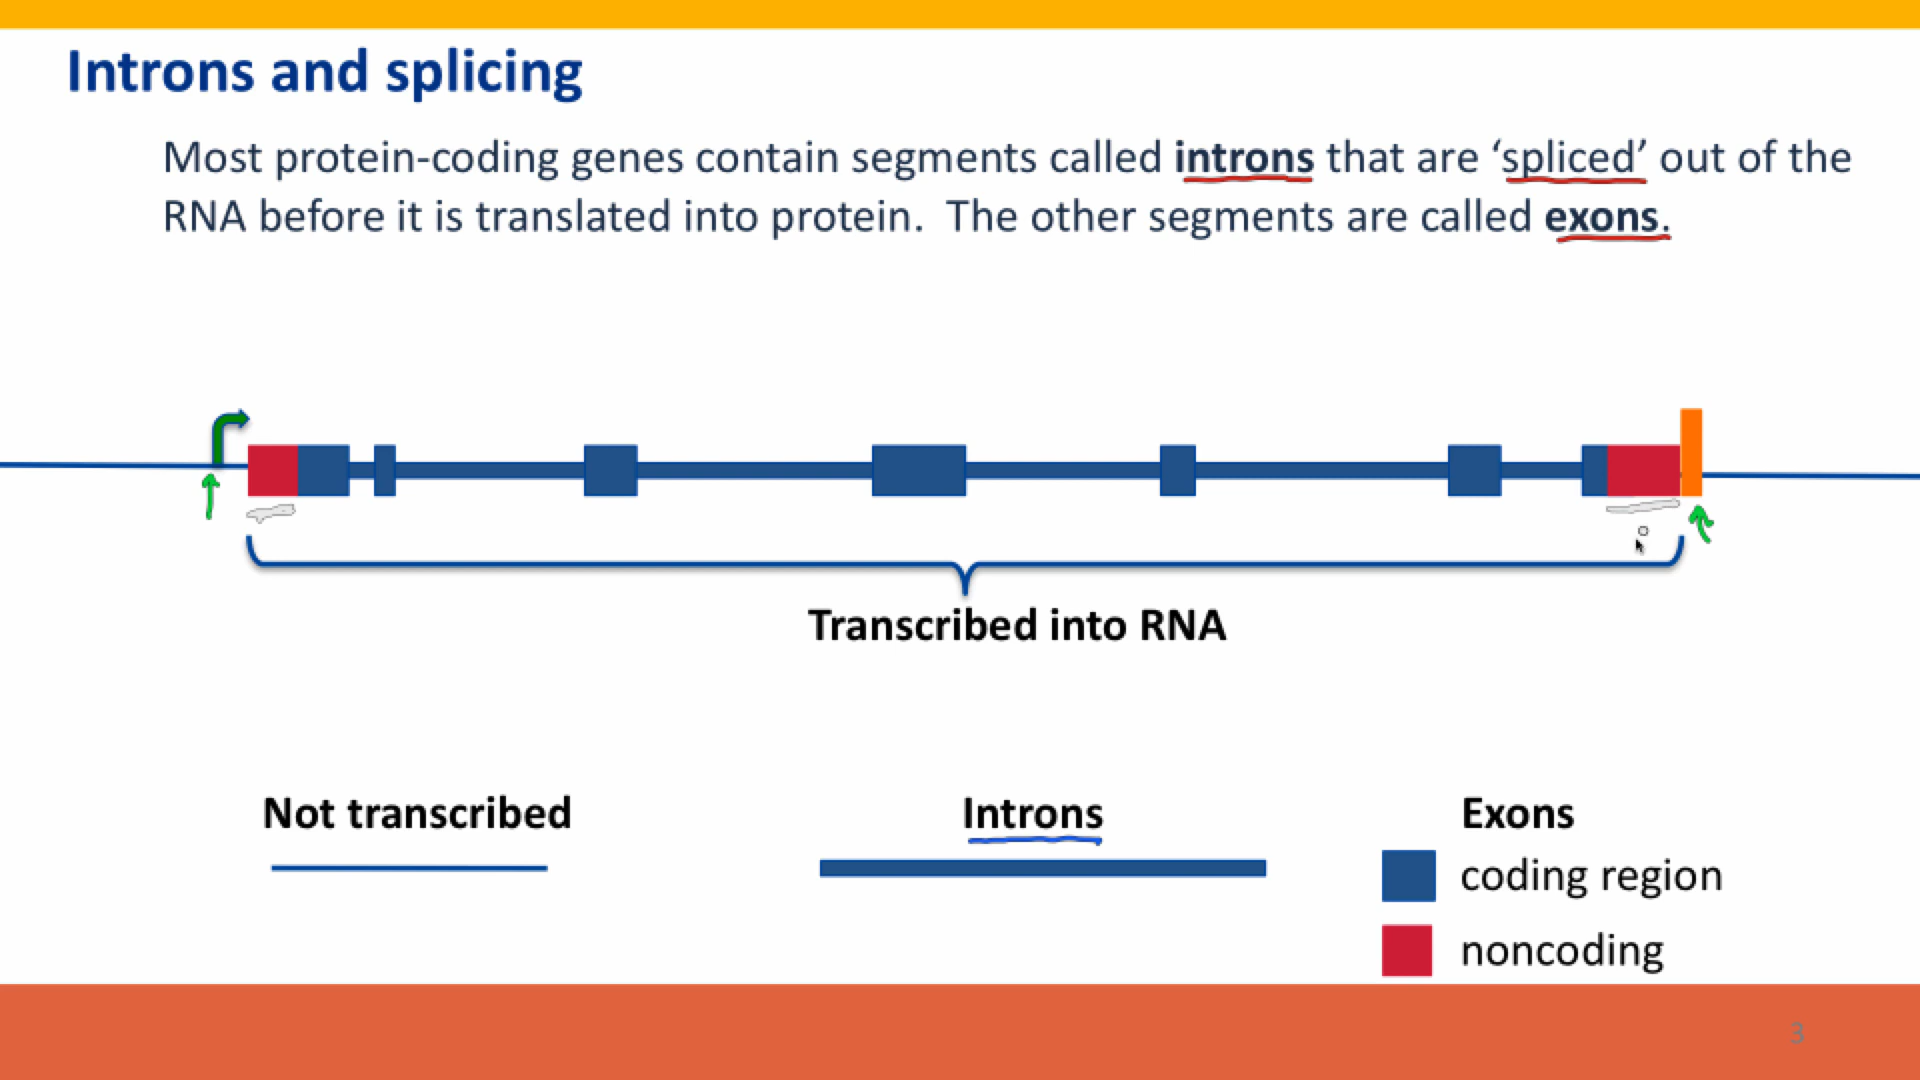 Introns and splicing
Most protein-coding genes contain segments called introns that are ‘spliced’ out of the
RNA before it is translated into protein.  The other segments are called exons.
Transcribed into RNA
Not transcribed
Introns
Exons
coding region
noncoding
3